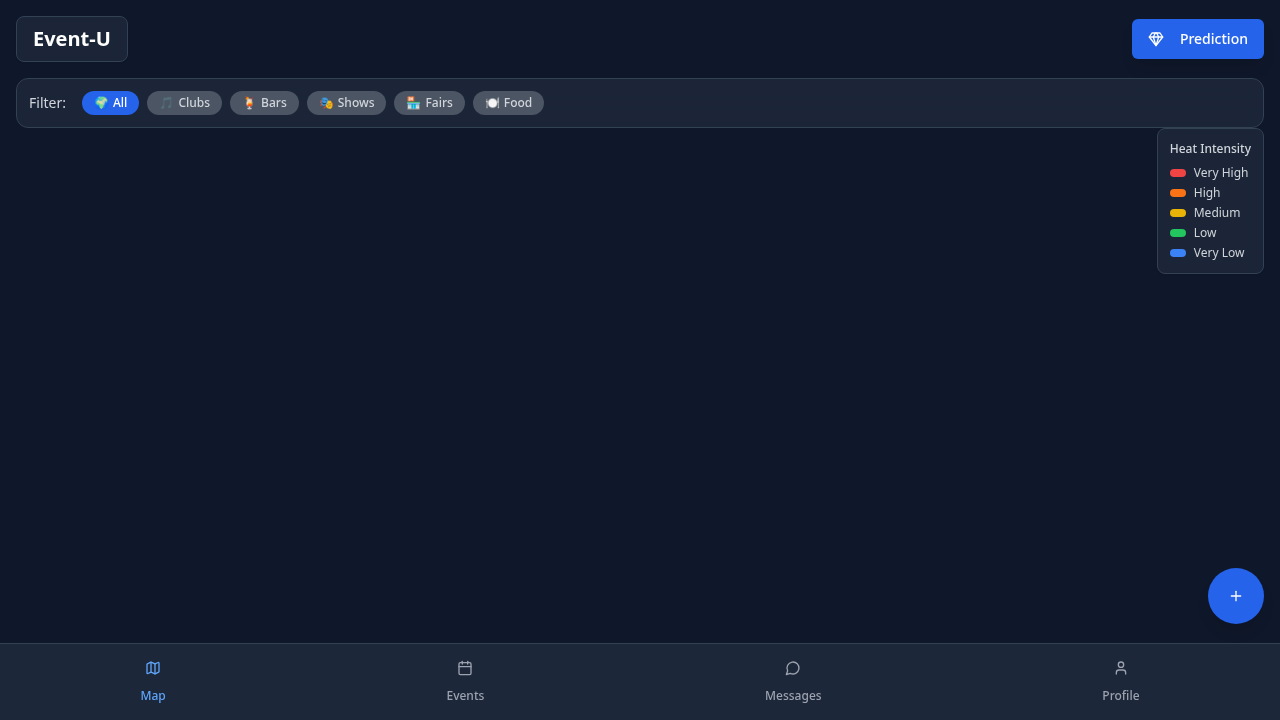 Event-U
Prediction
Filter:
All
Clubs
Bars
Shows
Fairs
Food
Heat Intensity
Very High
High
Medium
Low
Very Low
+
Map
Events
Messages
Profile